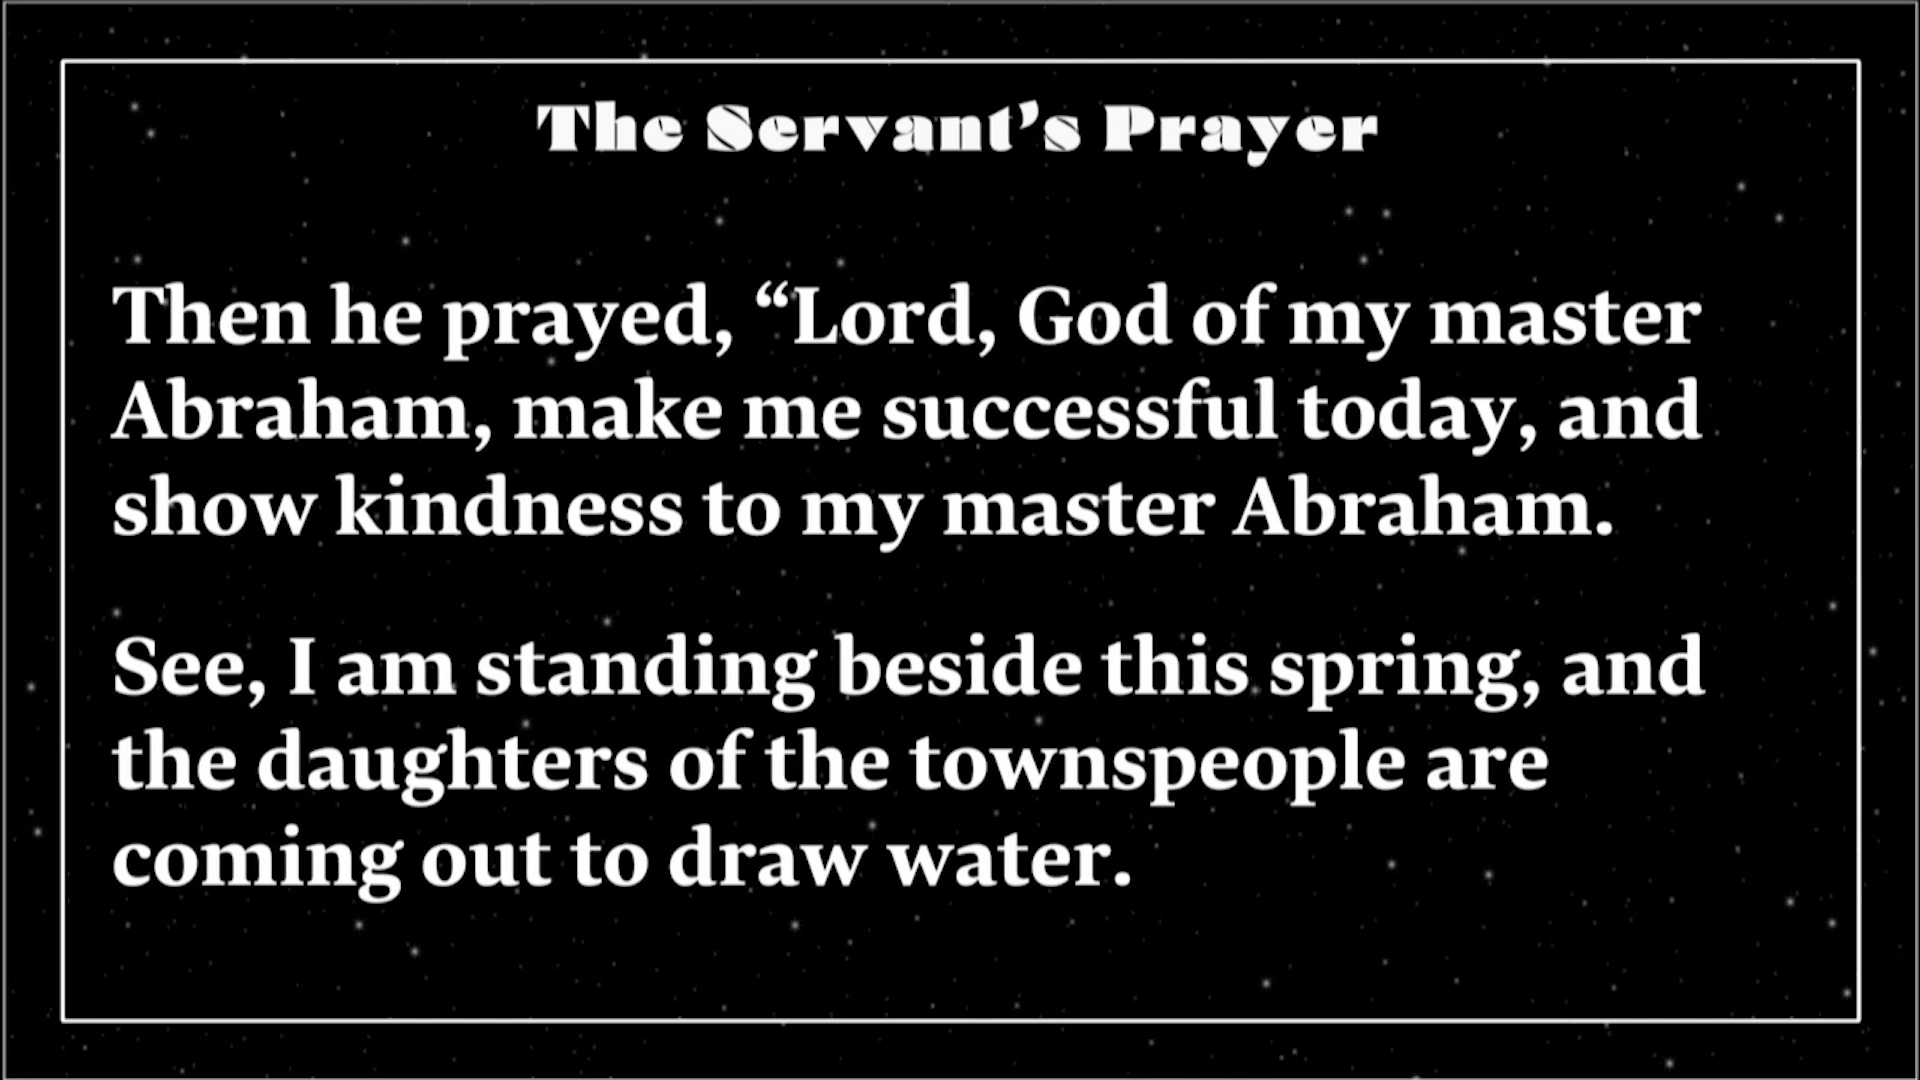 The Servant’s Prayer
Then he prayed, “Lord, God of my master
Abraham, make me successful today, and
show kindness to my master Abraham.
See, I am standing beside this spring, and
the daughters of the townspeople are
coming out to draw water.